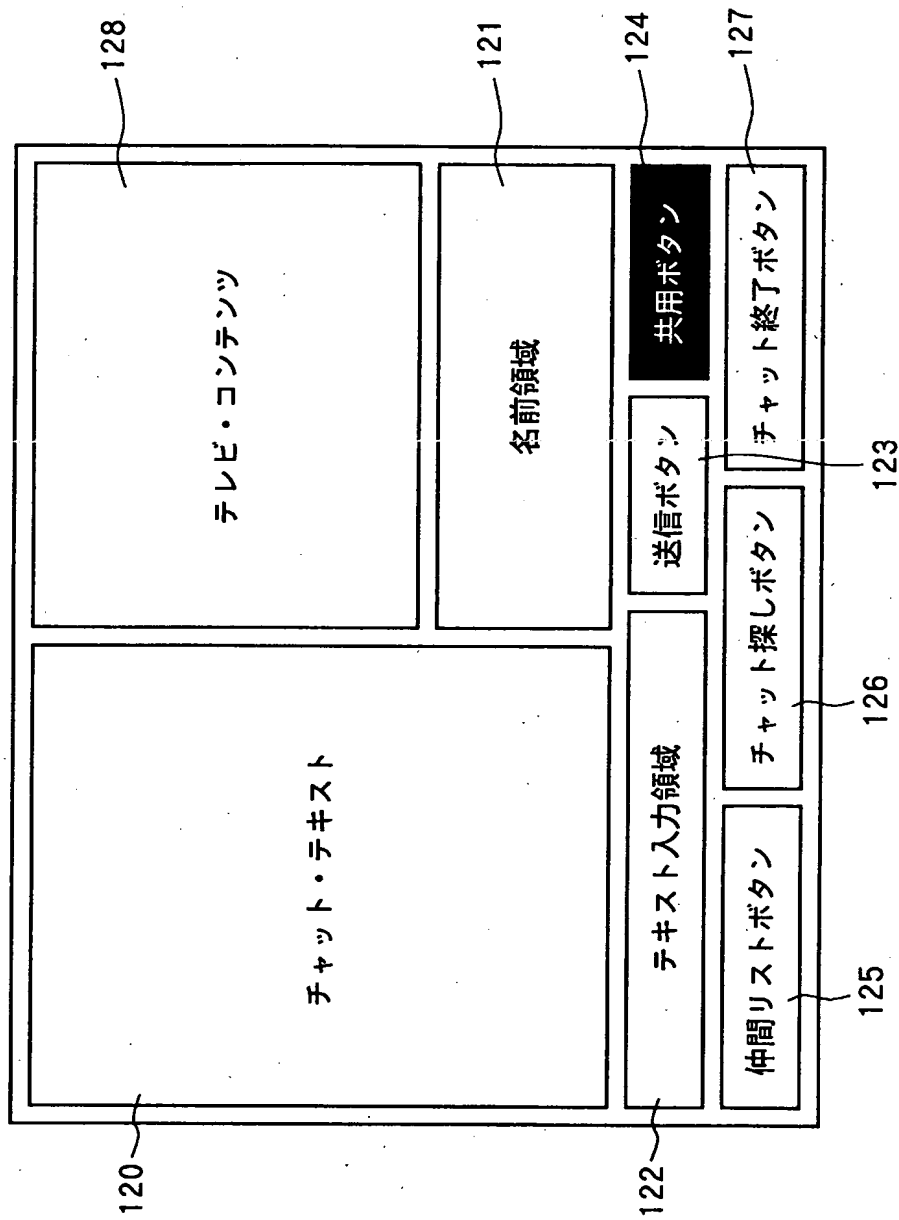 128
121
124
127
テレビ・コンテンツ
名前領域
共用ボタン
チャット終了ボタン
送信ボタン
123
チャット・テキスト
テキスト入力領域
チャット探しボタン
126
仲間リストボタン
125
120
122